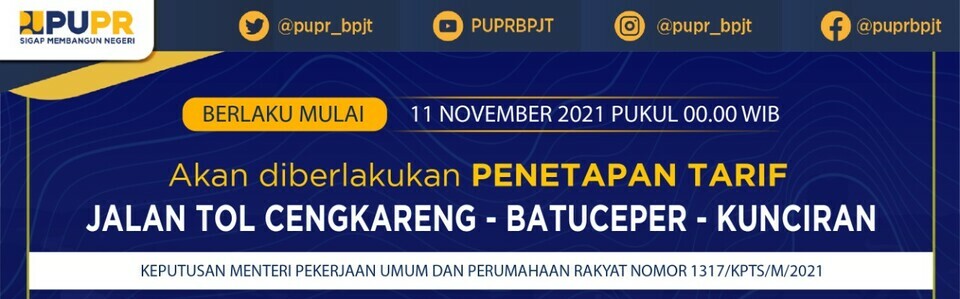 PUPR
SIGAP MEMBANGUN NEGERI
@pupr_bpjt
PUPRBPJT
@pupr_bpjt
@puprbpjt
BERLAKU MULAI
11 NOVEMBER 2021 PUKUL 00.00 WIB
Akan diberlakukan PENETAPAN TARIF
JALAN TOL CENGKARENG - BATUCEPER - KUNCIRAN
KEPUTUSAN MENTERI PEKERJAAN UMUM DAN PERUMAHAAN RAKYAT NOMOR 1317/KPTS/M/2021